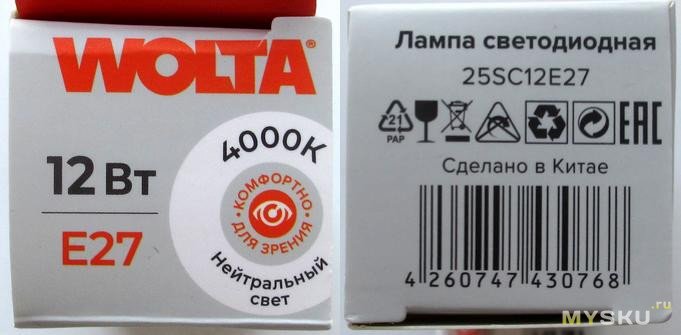 WOLTA®
12 Вт
E27
4000K
КОМФОРТНО
ДЛЯ ЗРЕНИЯ
Нейтральный
свет
Лампа светодиодная
25SC12E27
21
PAP
EAC
Сделано в Китае
4 260747 430768
MYSKU.ru